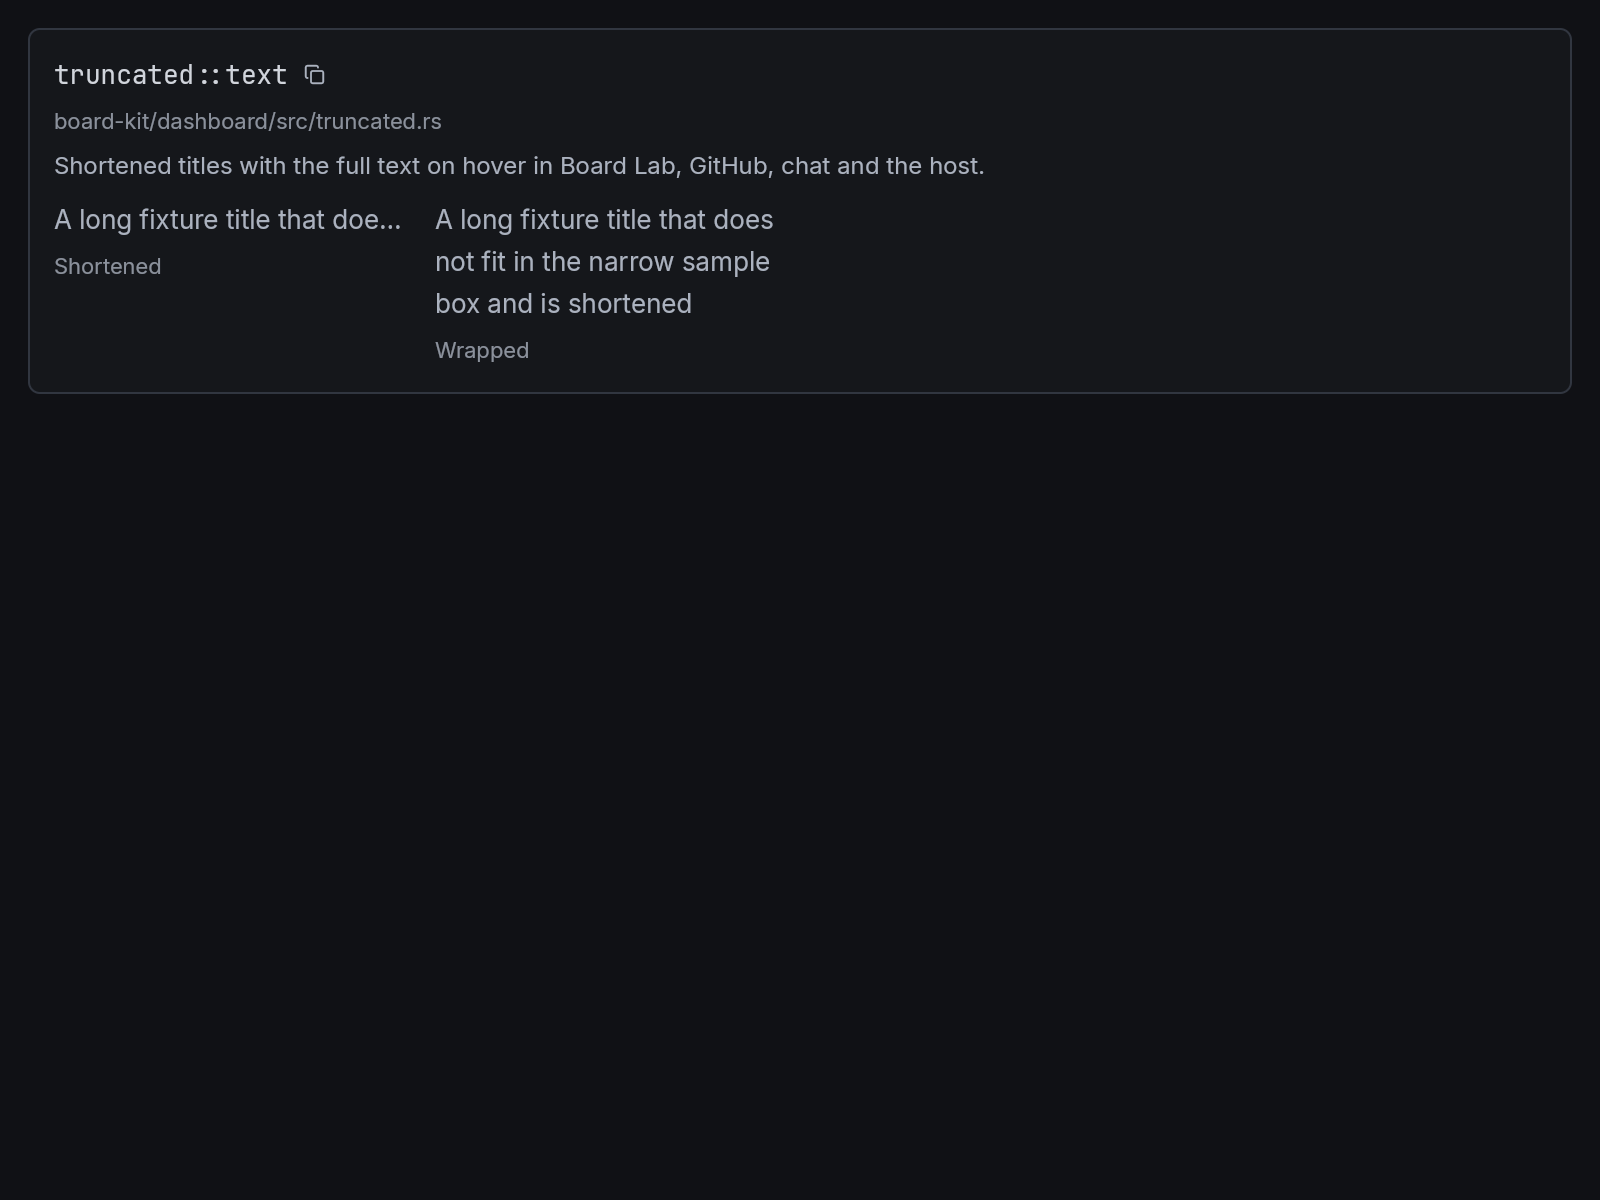 truncated::text
board-kit/dashboard/src/truncated.rs
Shortened titles with the full text on hover in Board Lab, GitHub, chat and the host.
A long fixture title that doe...
Shortened
A long fixture title that does
not fit in the narrow sample
box and is shortened
Wrapped